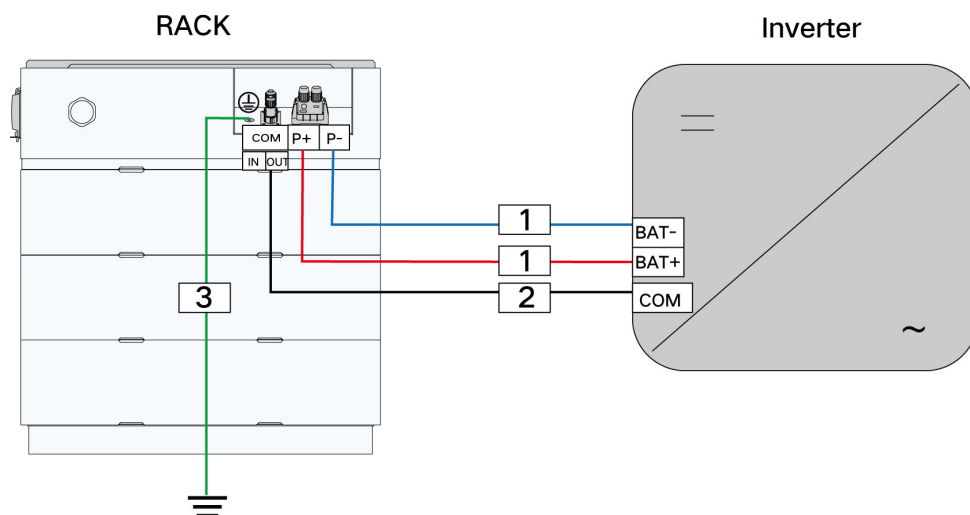 RACK
Inverter
COM P+ P-
IN OUT
1
BAT-
1
BAT+
3
2
COM
~